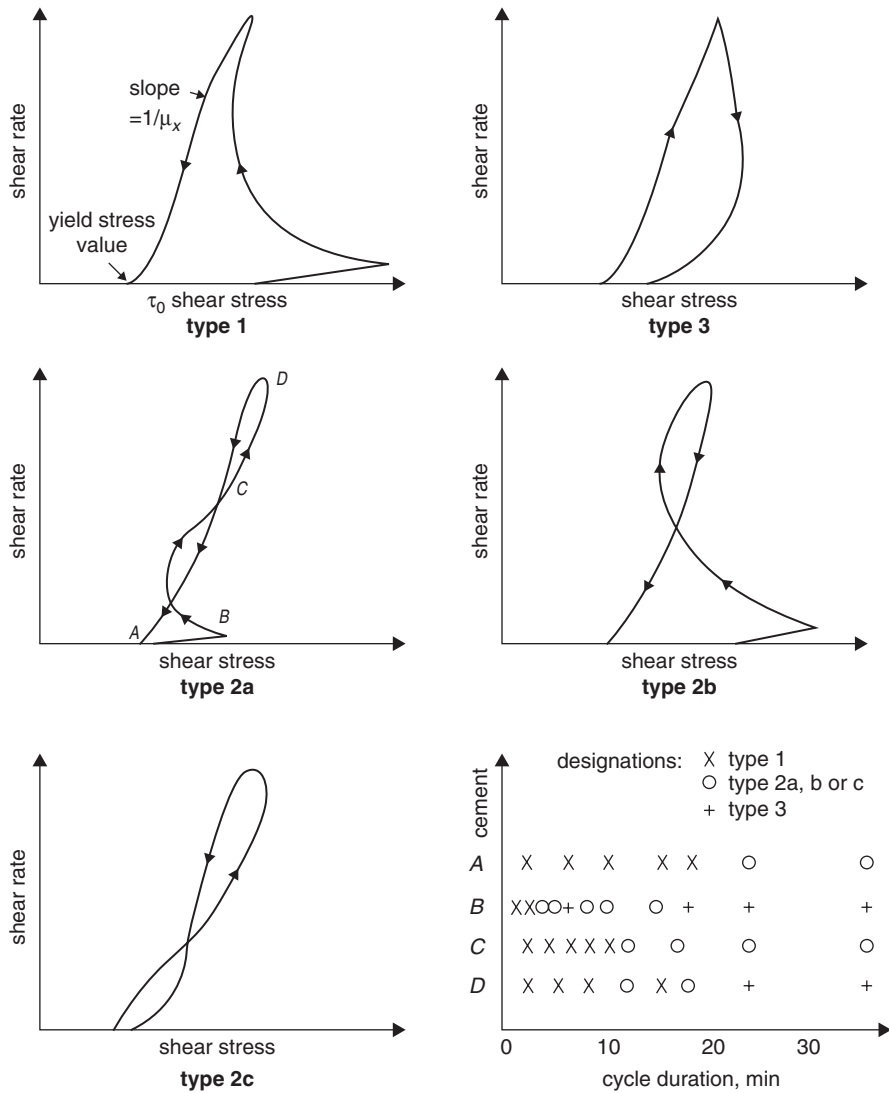 shear rate
slope
=1/μx
yield stress
value
τ0 shear stress
type 1
shear rate
shear stress
type 3
shear rate
D
C
B
A
shear stress
type 2a
shear rate
shear stress
type 2b
shear rate
shear stress
type 2c
cement
designations: X type 1
O type 2a, b or c
+ type 3
A X X X X X O O
B X X O O + O O O + + +
C X X X X X O O O O
D X X X O X O + +
0 10 20 30
cycle duration, min